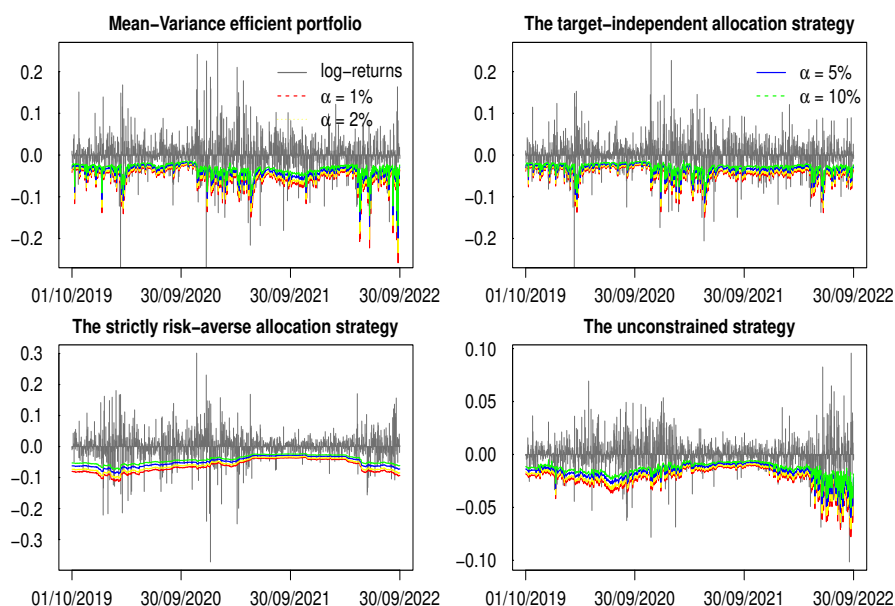 Mean−Variance efficient portfolio
0.2
0.1
0.0
−0.1
−0.2
log−returns
α = 1%
α = 2%
01/10/2019 30/09/2020 30/09/2021 30/09/2022
The target−independent allocation strategy
0.2
0.1
0.0
−0.1
−0.2
α = 5%
α = 10%
01/10/2019 30/09/2020 30/09/2021 30/09/2022
The strictly risk−averse allocation strategy
0.3
0.2
0.1
0.0
−0.1
−0.2
−0.3
01/10/2019 30/09/2020 30/09/2021 30/09/2022
The unconstrained strategy
0.10
0.05
0.00
−0.05
−0.10
01/10/2019 30/09/2020 30/09/2021 30/09/2022